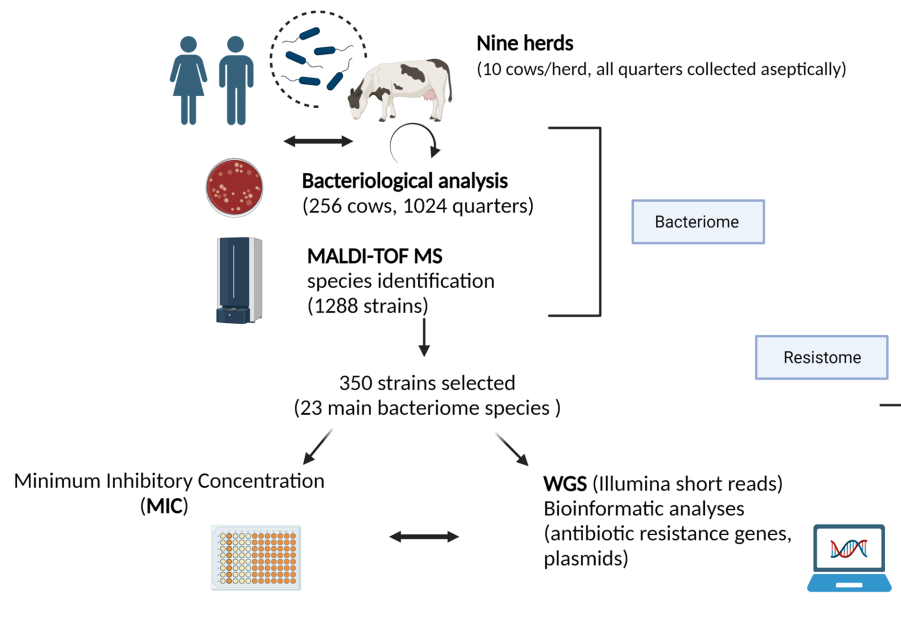 Nine herds
(10 cows/herd, all quarters collected aseptically)
Bacteriological analysis
(256 cows, 1024 quarters)
Bacteriome
MALDI-TOF MS
species identification
(1288 strains)
Resistome
350 strains selected
(23 main bacteriome species )
Minimum Inhibitory Concentration
(MIC)
WGS (Illumina short reads)
Bioinformatic analyses
(antibiotic resistance genes,
plasmids)